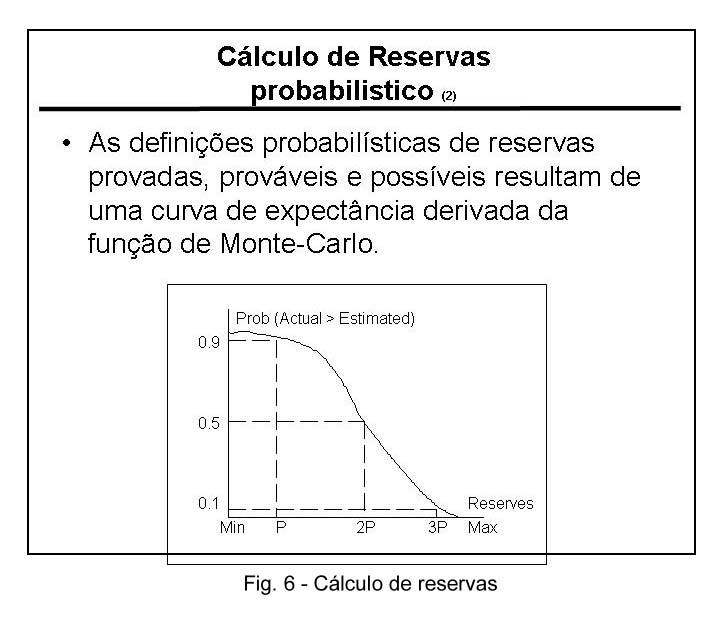 Cálculo de Reservas
probabilistico (2)
• As definições probabilísticas de reservas
provadas, prováveis e possíveis resultam de
uma curva de expectância derivada da
função de Monte-Carlo.
Prob (Actual > Estimated)
0.9
0.5
0.1
Reserves
Min P 2P 3P Max
Fig. 6 - Cálculo de reservas